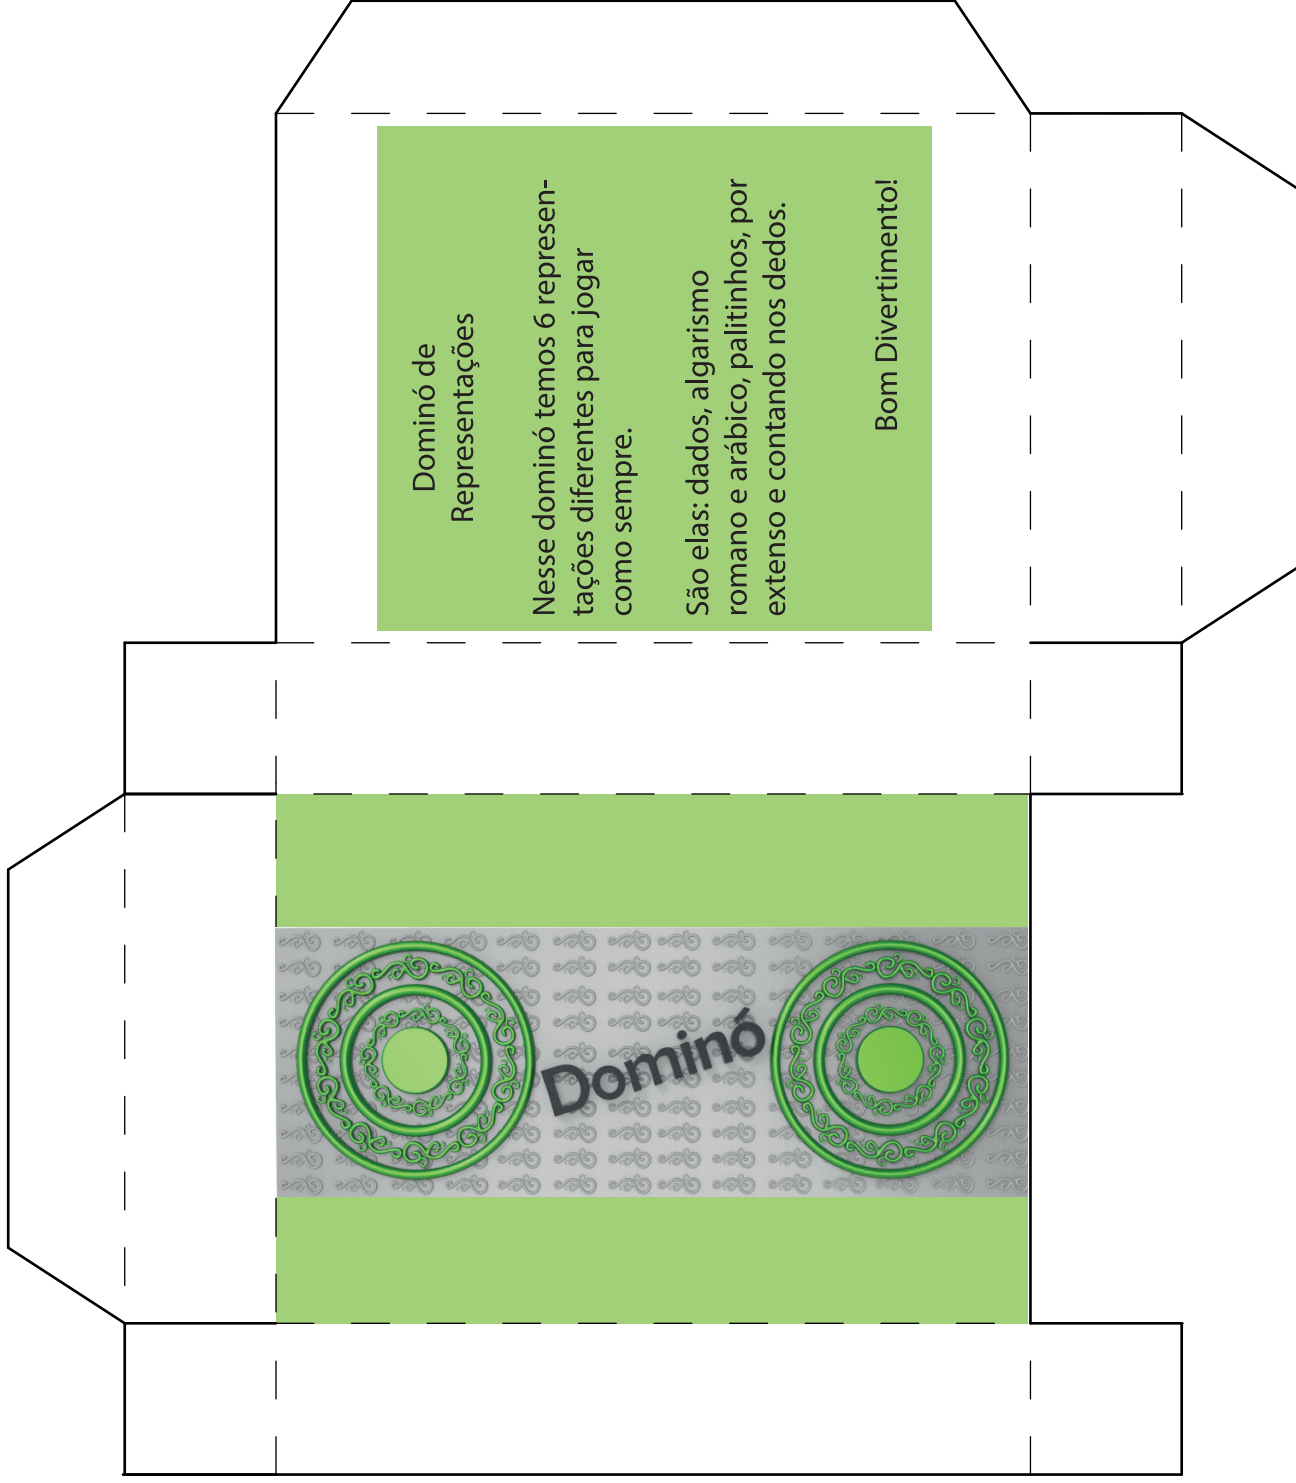 Dominó de
Representações
Nesse dominó temos 6 represen-
tações diferentes para jogar
como sempre.
São elas: dados, algarismo
romano e arábico, palitinhos, por
extenso e contando nos dedos.
Bom Divertimento!
Dominó